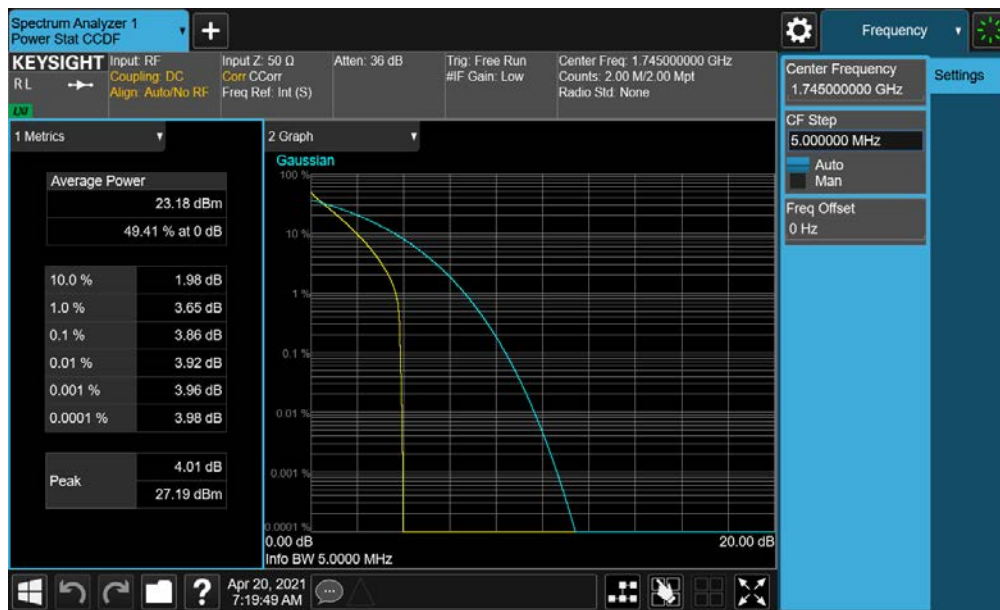 Spectrum Analyzer 1
Power Stat CCDF
+
Frequency
KEYSIGHT
RL
LXI
Input: RF
Coupling: DC
Align: Auto/No RF
Input Z: 50 Ω
Corr CCorr
Freq Ref: Int (S)
Atten: 36 dB
Trig: Free Run
#IF Gain: Low
Center Freq: 1.745000000 GHz
Counts: 2.00 M/2.00 Mpt
Radio Std: None
Center Frequency
1.745000000 GHz
Settings
CF Step
5.000000 MHz
Auto
Man
Freq Offset
0 Hz
1 Metrics
Average Power
23.18 dBm
49.41 % at 0 dB
10.0 % 1.98 dB
1.0 % 3.65 dB
0.1 % 3.86 dB
0.01 % 3.92 dB
0.001 % 3.96 dB
0.0001 % 3.98 dB
Peak
4.01 dB
27.19 dBm
2 Graph
Gaussian
100 %
10 %
1 %
0.1 %
0.01 %
0.001 %
0.0001 %
0.00 dB 20.00 dB
Info BW 5.0000 MHz
?
Apr 20, 2021
7:19:49 AM